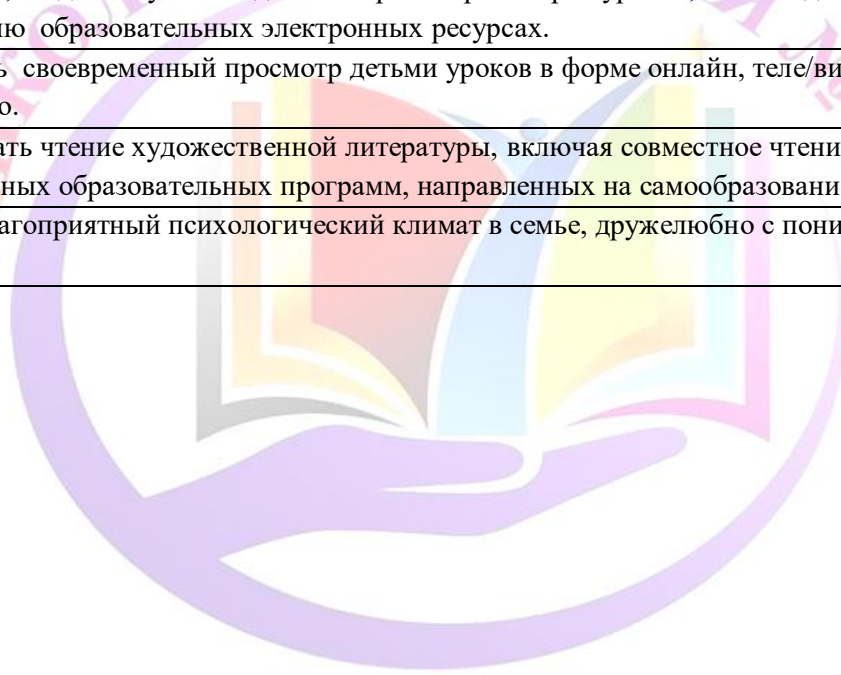 ию образовательных электронных ресурсах.
ь своевременный просмотр детьми уроков в форме онлайн, теле/ви
о.
ать чтение художественной литературы, включая совместное чтени
ных образовательных программ, направленных на самообразовани
агоприятный психологический климат в семье, дружелюбно с пони